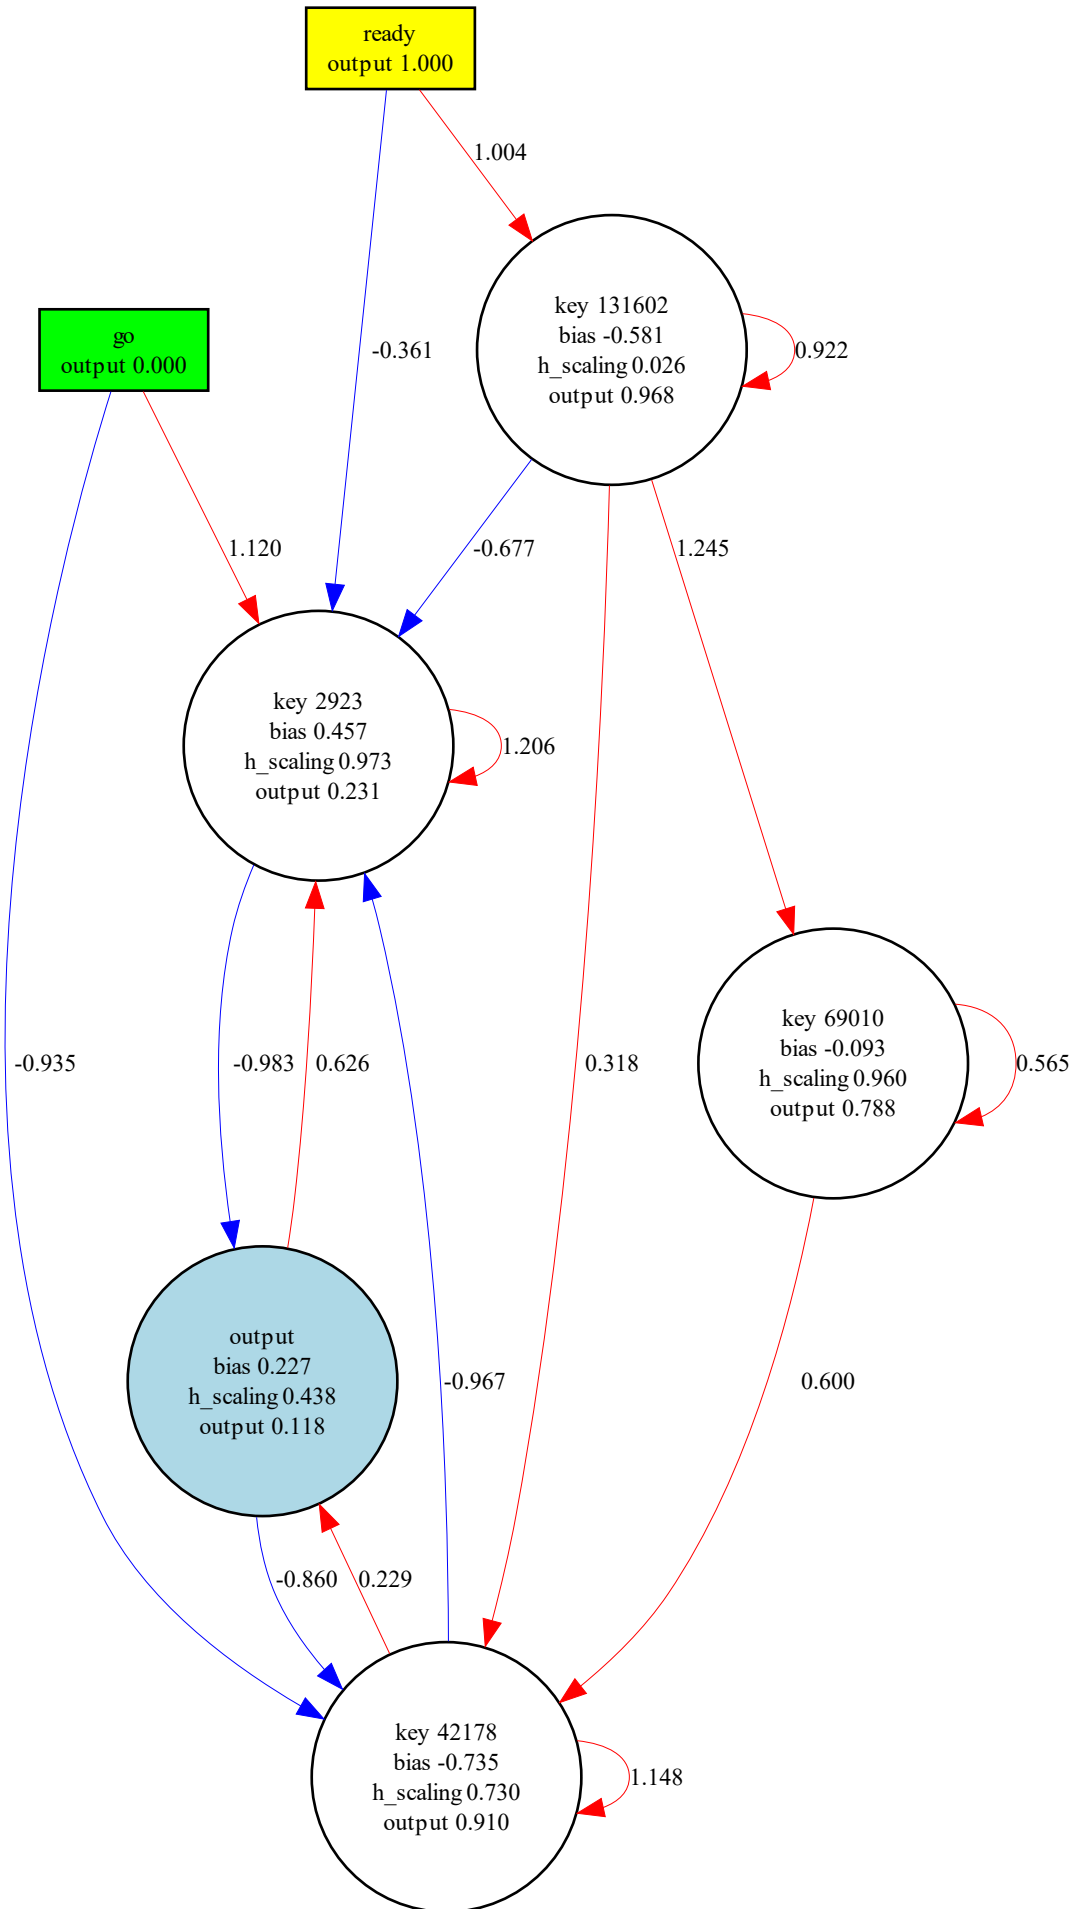 ready
output 1.000
1.004
go
output 0.000
-0.361
key 131602
bias -0.581
h_scaling 0.026
output 0.968
0.922
1.120
-0.677
1.245
key 2923
bias 0.457
h_scaling 0.973
output 0.231
1.206
-0.935
-0.983
0.626
0.318
key 69010
bias -0.093
h_scaling 0.960
output 0.788
0.565
output
bias 0.227
h_scaling 0.438
output 0.118
-0.967
0.600
-0.860
0.229
key 42178
bias -0.735
h_scaling 0.730
output 0.910
1.148